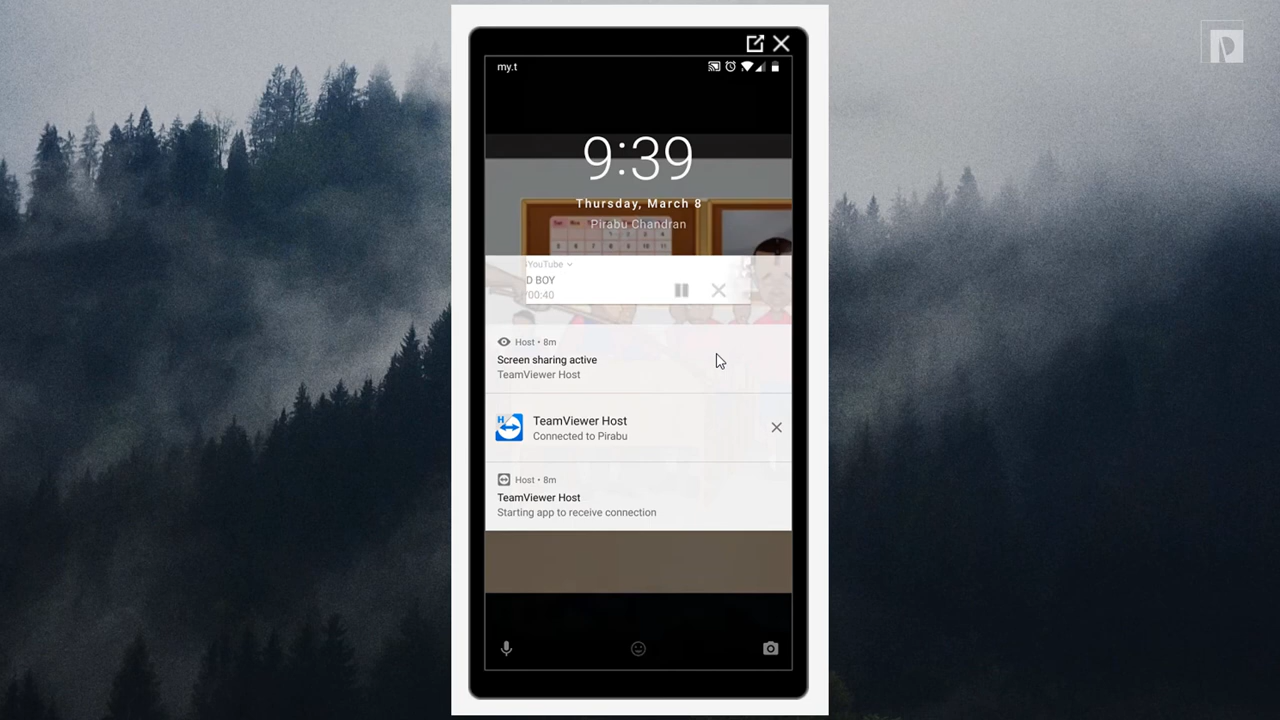 my.t
9:39
Thursday, March 8
Pirabu Chandran
YouTube
D BOY
00:40
Host • 8m
Screen sharing active
TeamViewer Host
H
TeamViewer Host
Connected to Pirabu
Host • 8m
TeamViewer Host
Starting app to receive connection